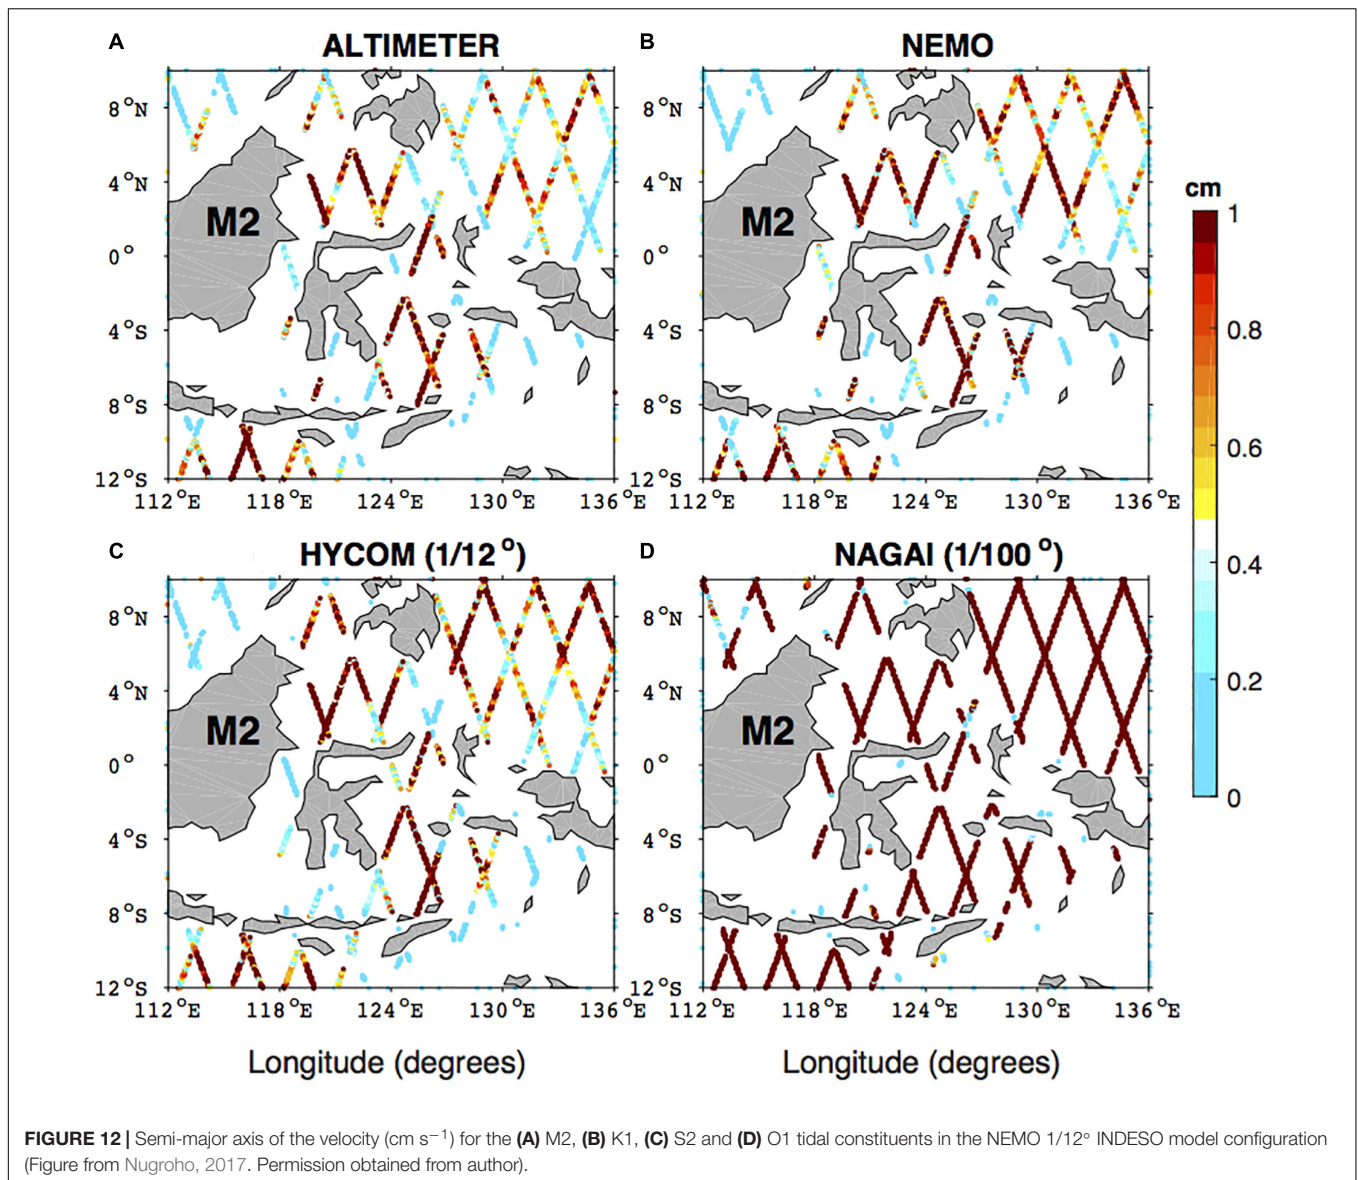 A ALTIMETER
B NEMO
8°N
4°N
0°
4°S
8°S
12°S
112°E 118°E 124°E 130°E 136°E
M2
8°N
4°N
0°
4°S
8°S
12°S
112°E 118°E 124°E 130°E 136°E
M2
cm
1
0.8
0.6
0.4
0.2
0
C HYCOM (1/12°)
D NAGAI (1/100°)
8°N
4°N
0°
4°S
8°S
12°S
112°E 118°E 124°E 130°E 136°E
M2
Longitude (degrees)
8°N
4°N
0°
4°S
8°S
12°S
112°E 118°E 124°E 130°E 136°E
M2
Longitude (degrees)
FIGURE 12 | Semi-major axis of the velocity (cm s−1) for the (A) M2, (B) K1, (C) S2 and (D) O1 tidal constituents in the NEMO 1/12° INDESO model configuration
(Figure from Nugroho, 2017. Permission obtained from author).